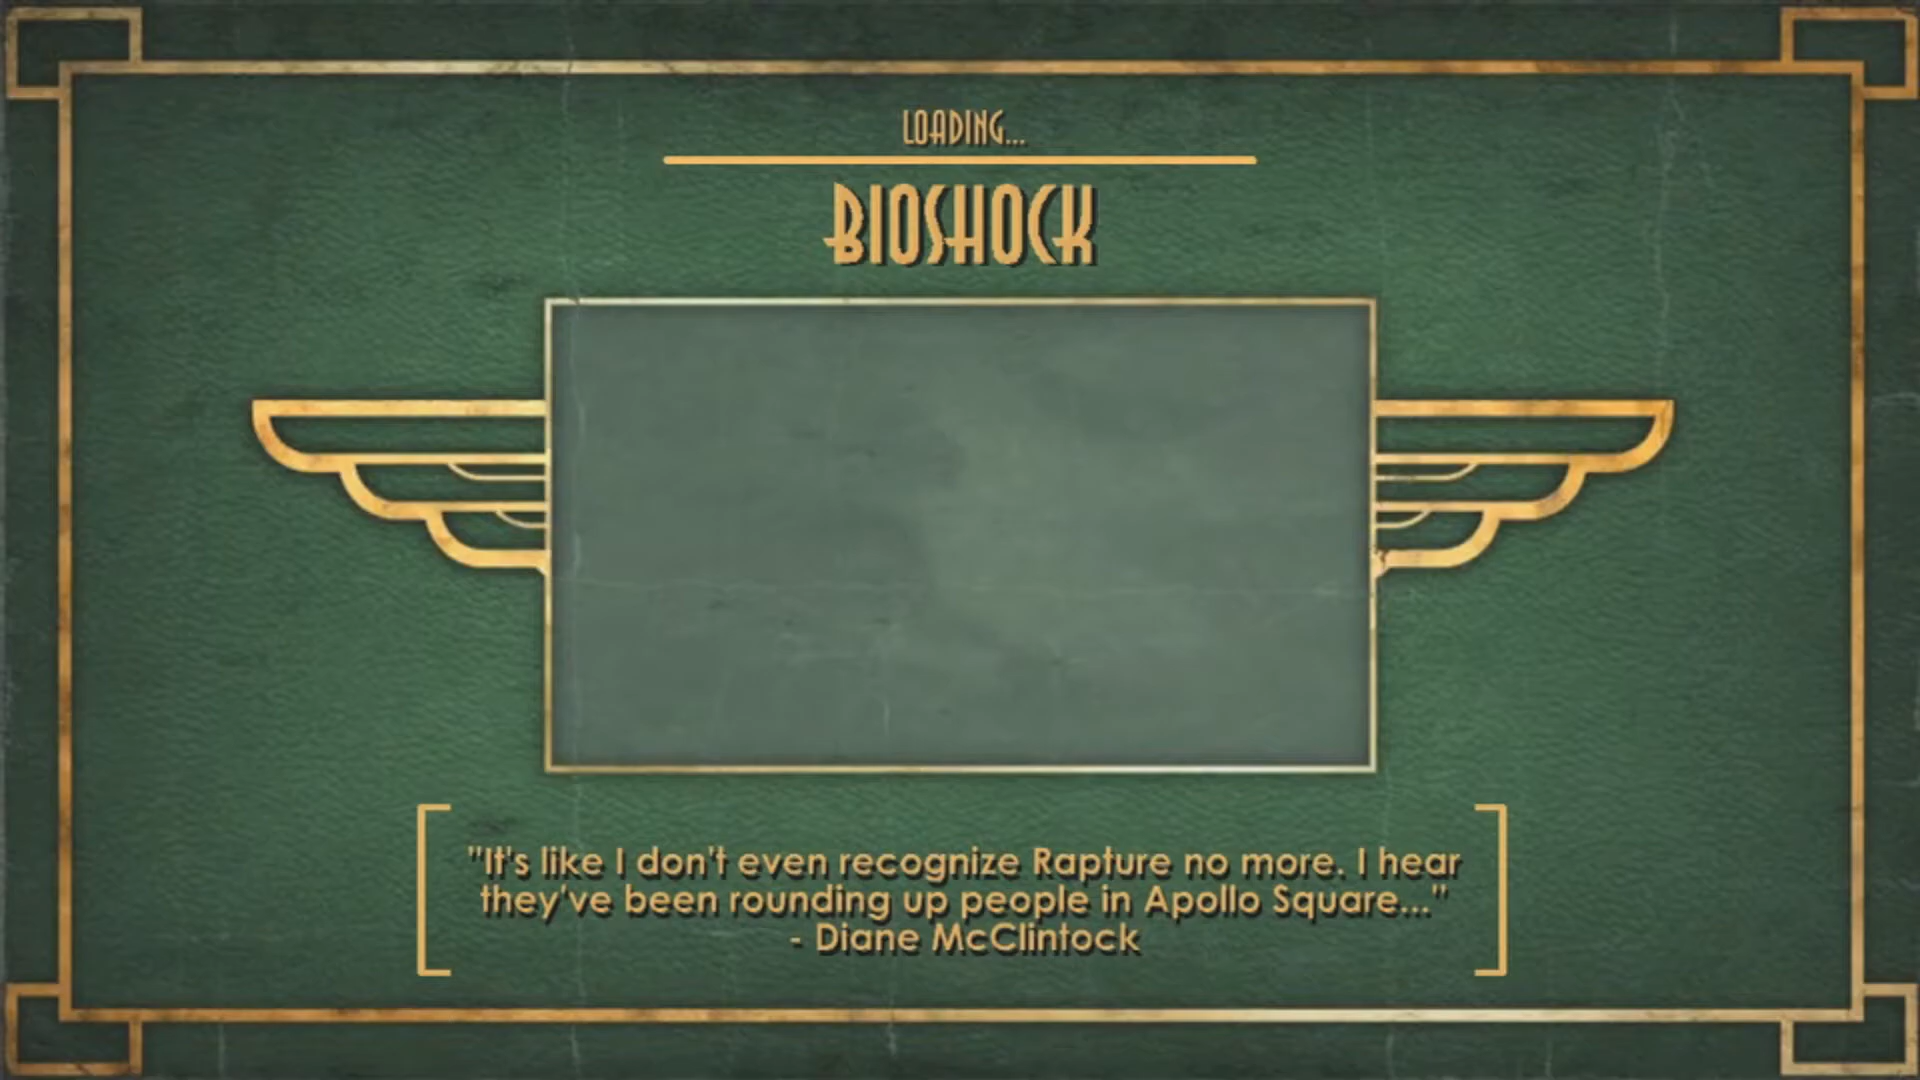 LOADING...
BIOSHOCK
"It's like I don't even recognize Rapture no more. I hear
they've been rounding up people in Apollo Square..."
- Diane McClintock